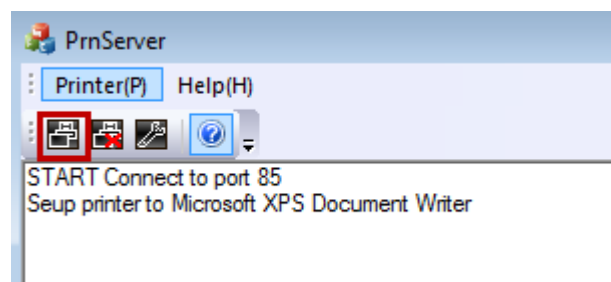 PrnServer
Printer(P) Help(H)
START Connect to port 85
Seup printer to Microsoft XPS Document Writer